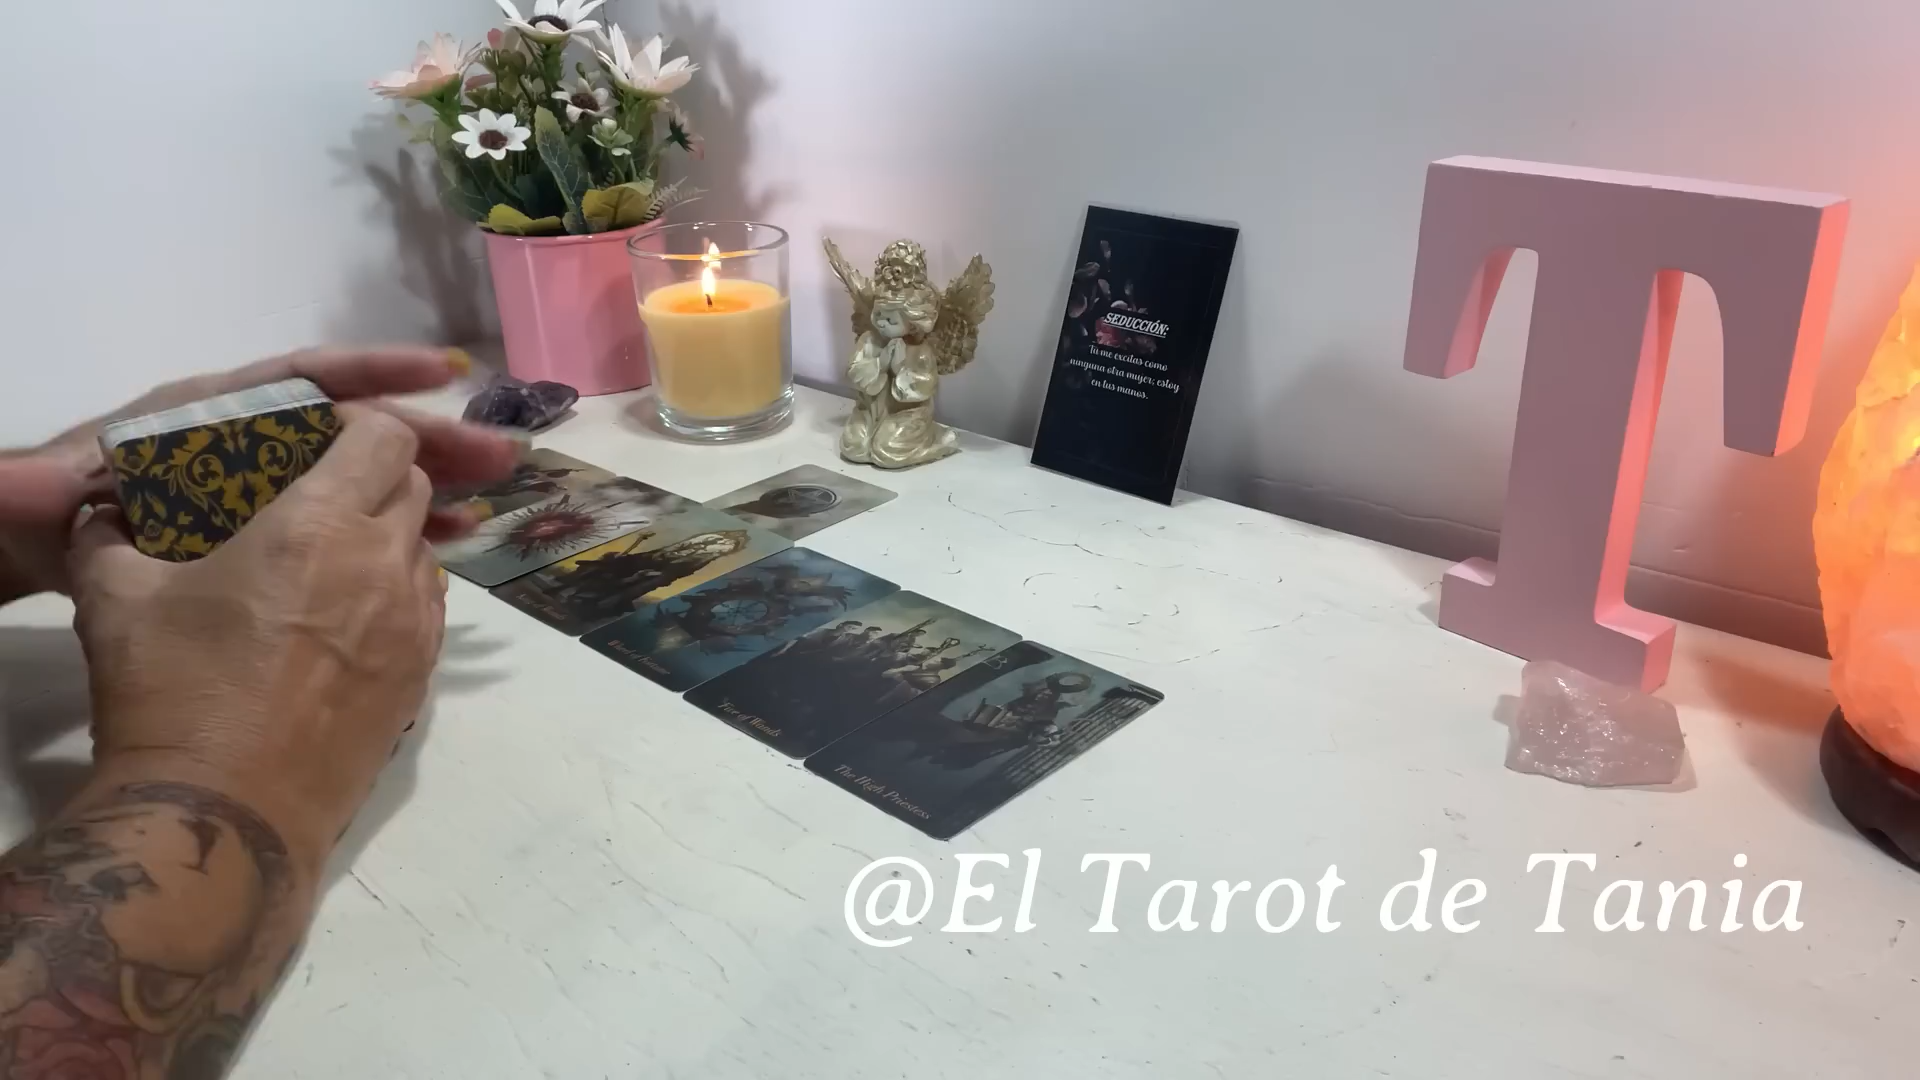 SEDUCCIÓN:
Tú me excitas como
ninguna otra mujer; estoy
en tus manos.
T
Wheel of Fortune
Five of Wands
The High Priestess
@El Tarot de Tania